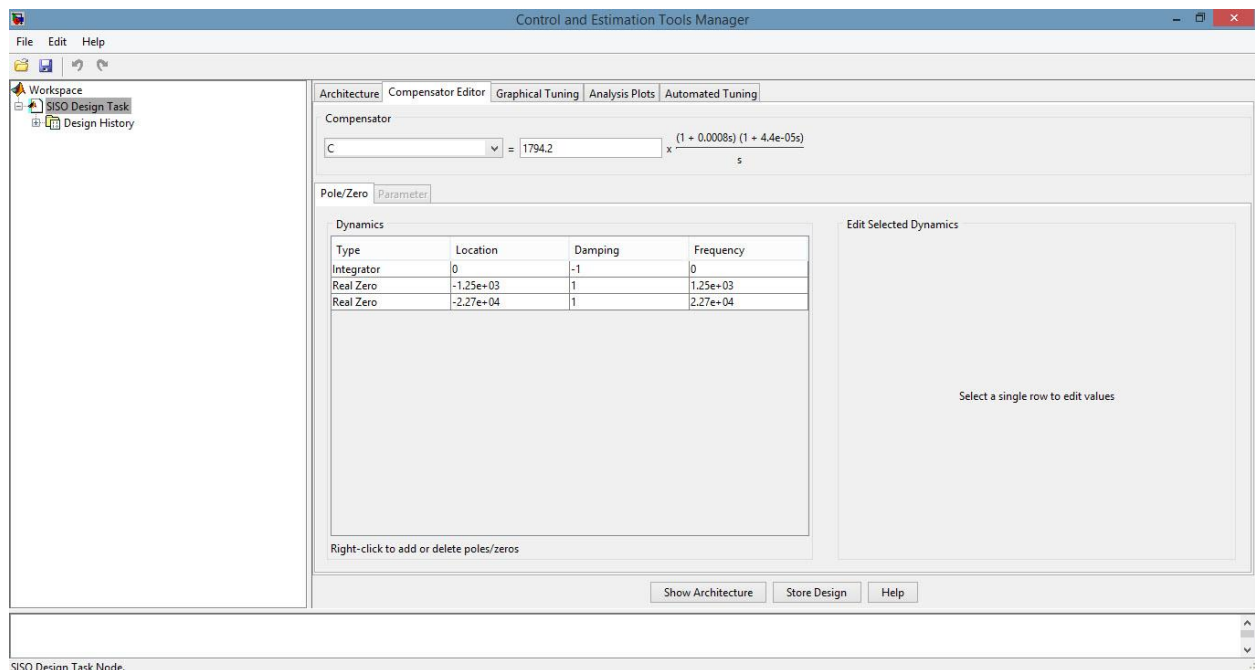 Control and Estimation Tools Manager
File Edit Help
Workspace
SISO Design Task
Design History
Architecture Compensator Editor Graphical Tuning Analysis Plots Automated Tuning
Compensator
C = 1794.2 x (1 + 0.0008s) (1 + 4.4e-05s)
s
Pole/Zero Parameter
Dynamics
Type Location Damping Frequency
Integrator 0 -1 0
Real Zero -1.25e+03 1 1.25e+03
Real Zero -2.27e+04 1 2.27e+04
Right-click to add or delete poles/zeros
Edit Selected Dynamics
Select a single row to edit values
Show Architecture Store Design Help
SISO Design Task Node.